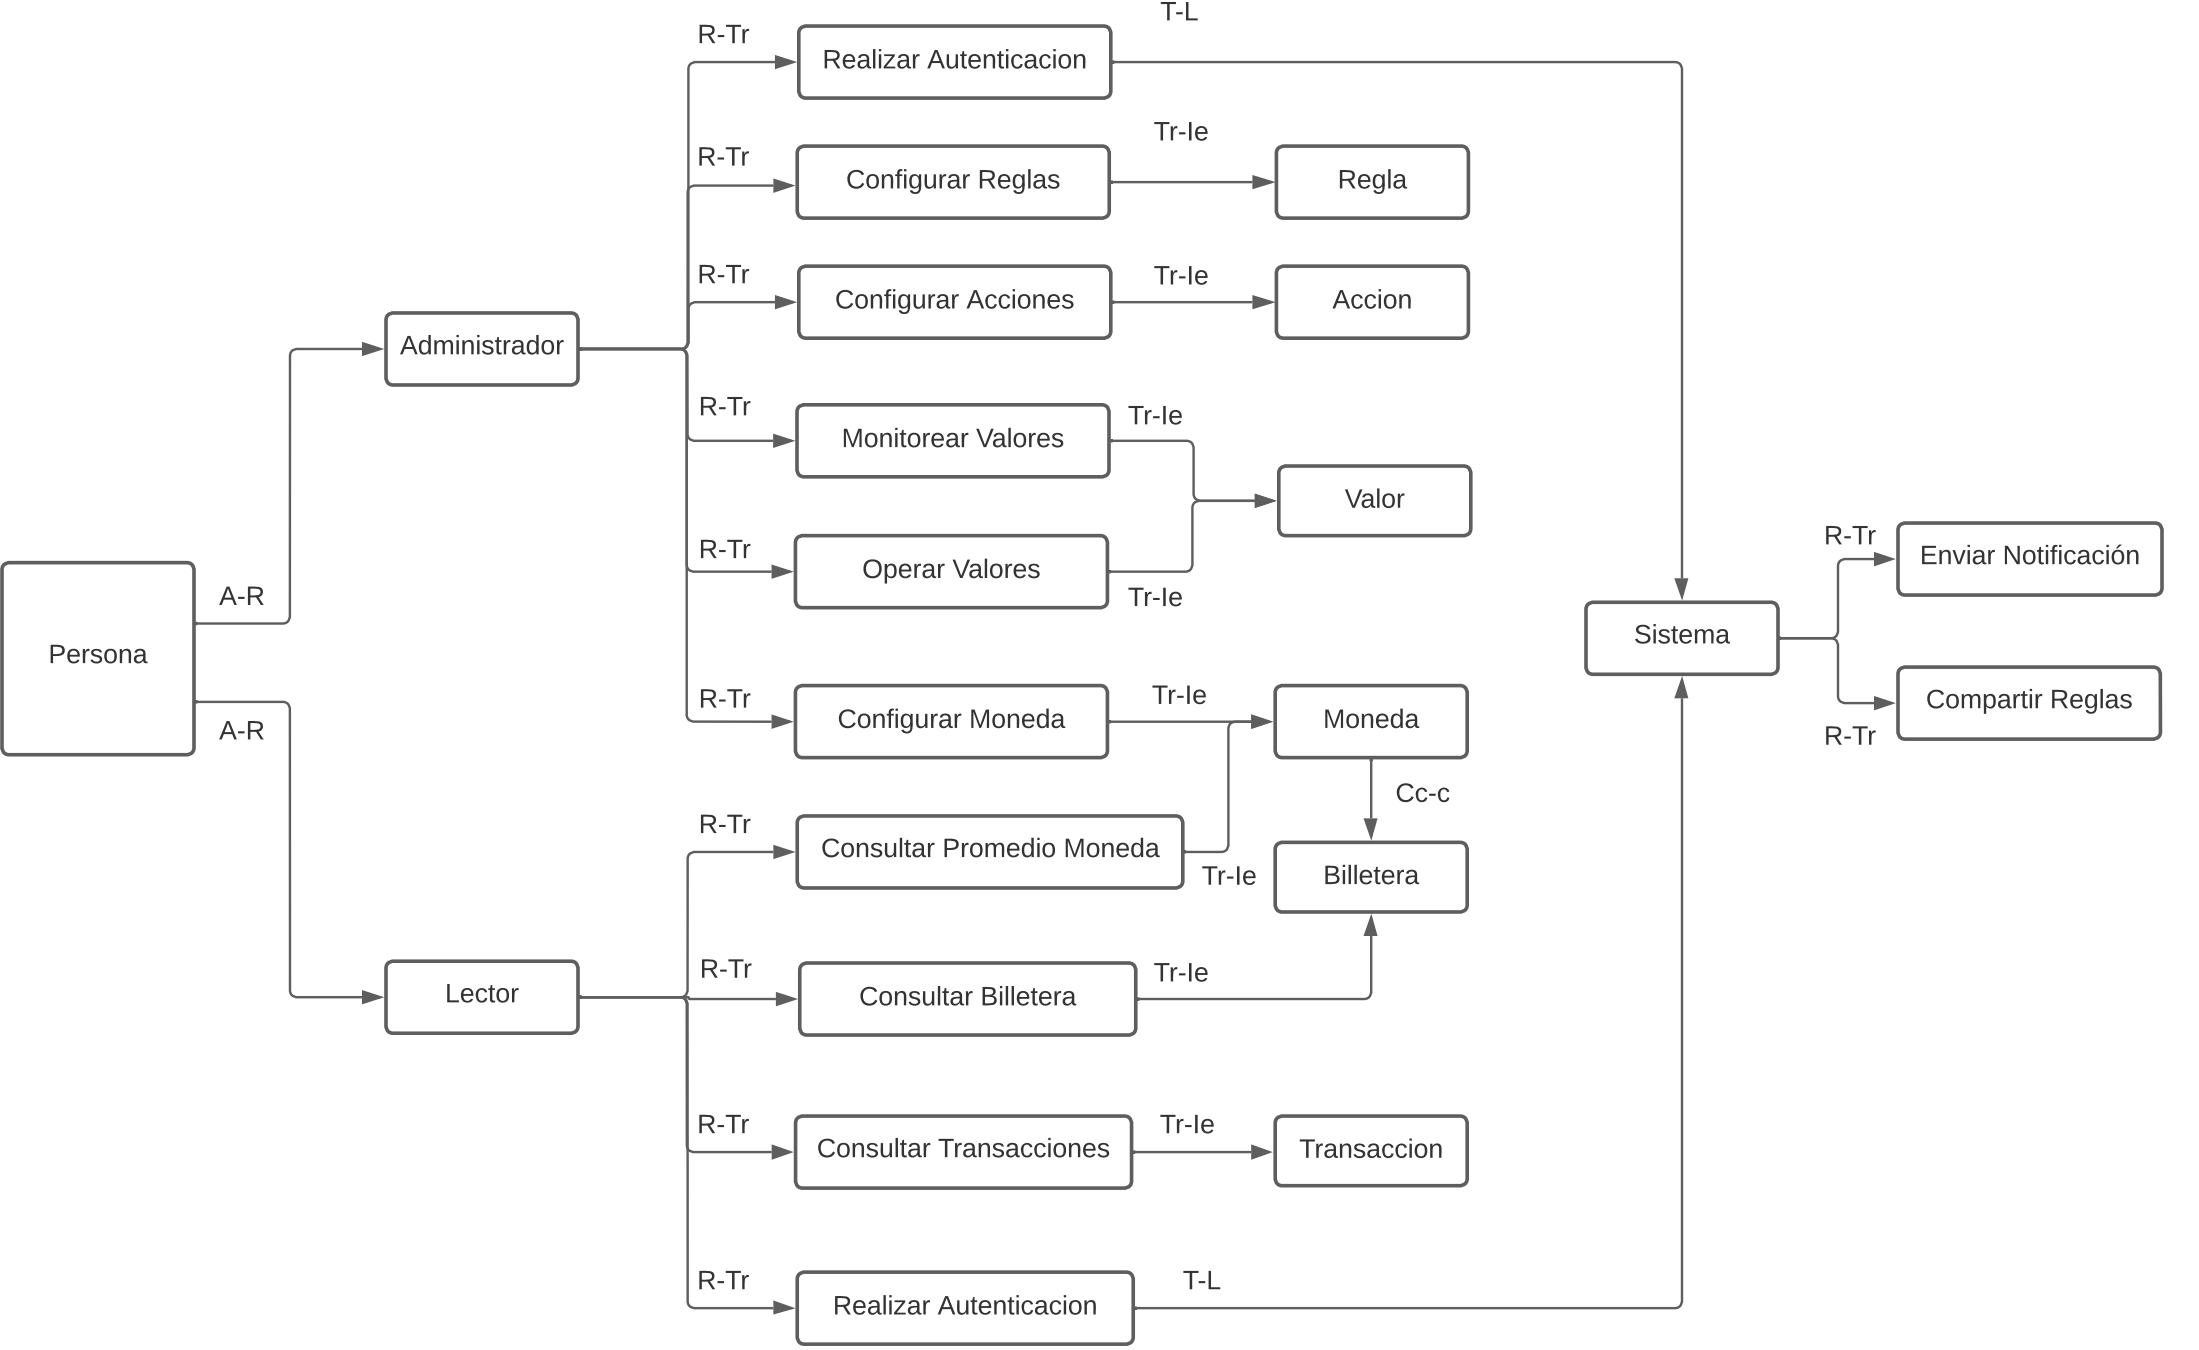 T-L
R-Tr
Realizar Autenticacion
R-Tr
Tr-Ie
Configurar Reglas
Regla
R-Tr
Tr-Ie
Configurar Acciones
Accion
Administrador
R-Tr
Tr-Ie
Monitorear Valores
Valor
R-Tr
Operar Valores
Tr-Ie
R-Tr
Enviar Notificación
A-R
Persona
Sistema
A-R
R-Tr
Tr-Ie
Configurar Moneda
Moneda
Compartir Reglas
R-Tr
Cc-c
R-Tr
Consultar Promedio Moneda
Tr-Ie
Billetera
Lector
R-Tr
Tr-Ie
Consultar Billetera
R-Tr
Tr-Ie
Consultar Transacciones
Transaccion
R-Tr
T-L
Realizar Autenticacion